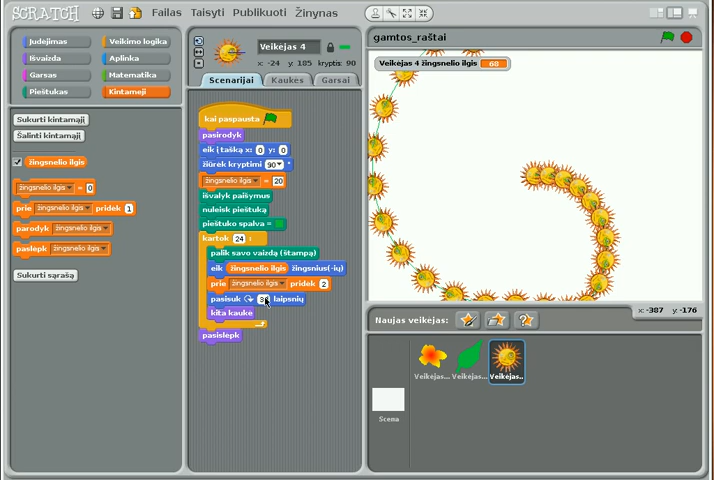 SCRATCH Failas Taisyti Publikuoti Žinynas
Judėjimas
Veikimo logika
Išvaizda
Aplinka
Garsas
Matematika
Pieštukas
Kintamėji
Sukurti kintamąjį
Šalinti kintamąjį
žingsnelio ilgis
žingsnelio ilgis = 0
prie žingsnelio ilgis pridėk 1
parodyk žingsnelio ilgis
paslėpk žingsnelio ilgis
Sukurti sąrašą
Veikėjas 4
x: -24 y: 185 kryptis: 90
Scenarijai Kaukės Garsai
kai paspausta
pasirodyk
eik į tašką x: 0 y: 0
žiūrėk kryptimi 90 °
žingsnelio ilgis = 20
išvalyk paišymus
nuleisk pieštuką
pieštuko spalva =
kartok 24 :
palik savo vaizdą (štampą)
eik žingsnelio ilgis žingsnius(-ių)
prie žingsnelio ilgis pridėk 2
pasisuk laipsnių
kita kaukė
pasislėpk
gamtos_raštai
Veikėjas 4 žingsnelio ilgis 68
x: -387 y: -176
Naujas veikėjas:
Veikėjas... Veikėjas... Veikėjas..
Scena